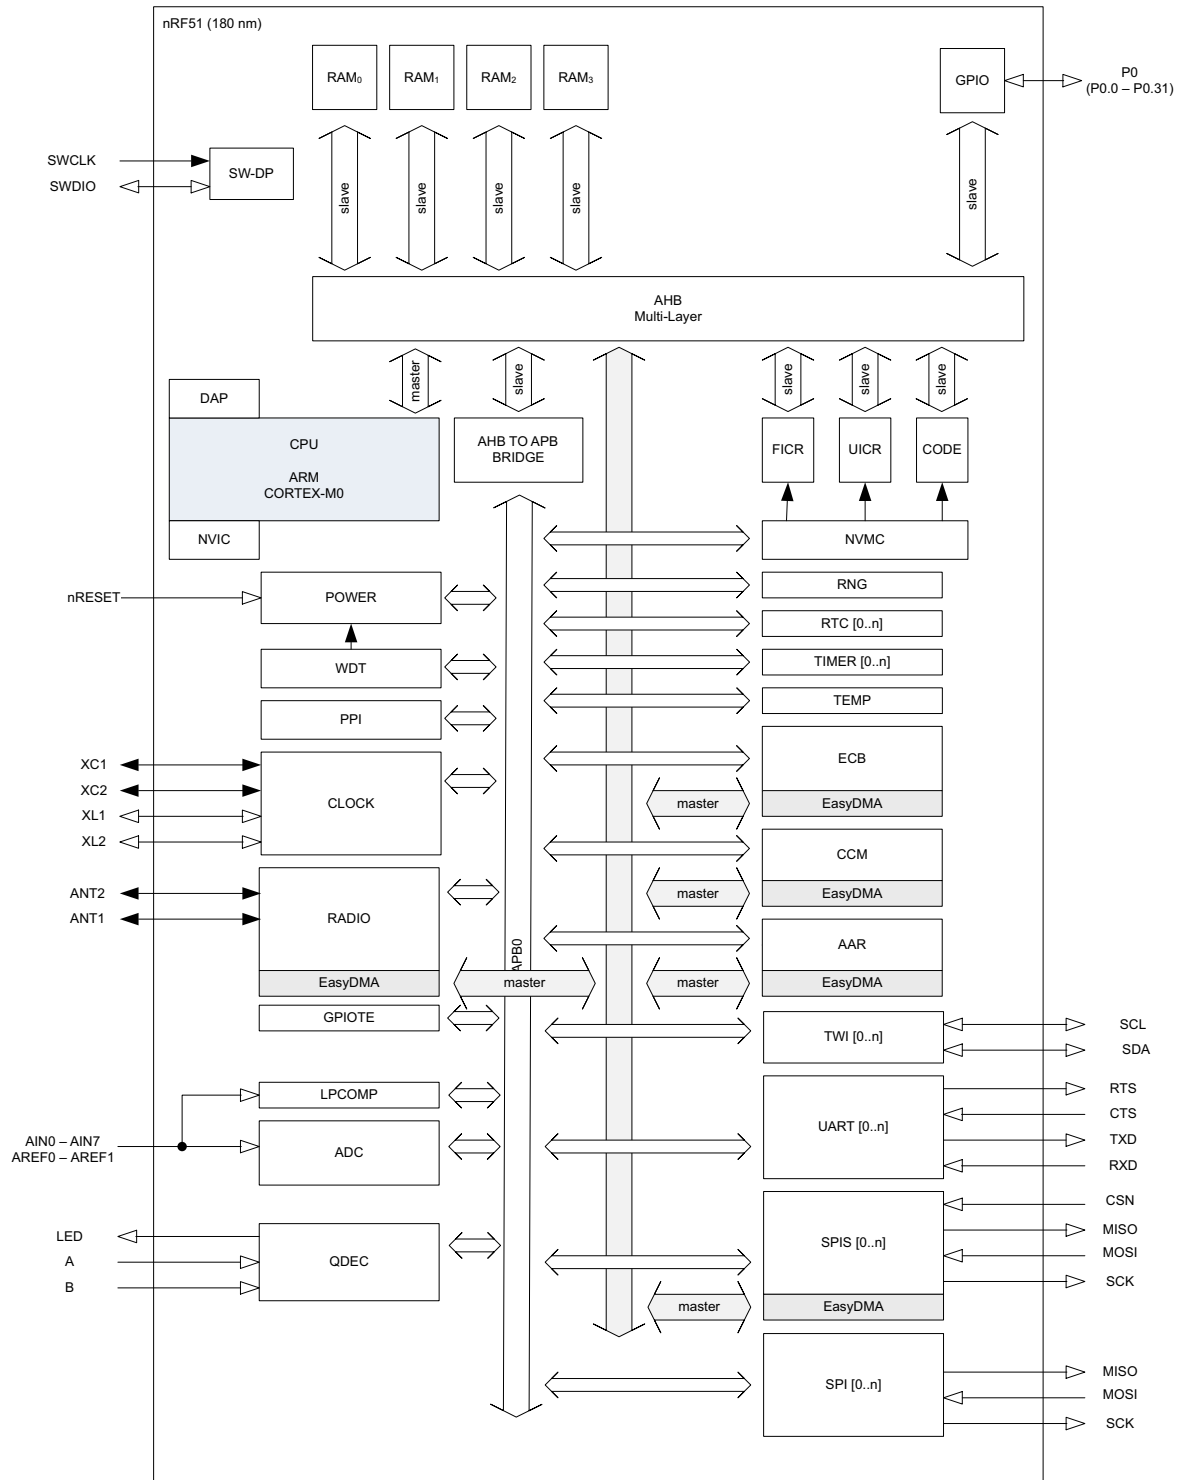 nRF51 (180 nm)
RAM0
RAM1
RAM2
RAM3
GPIO
P0
(P0.0 – P0.31)
SWCLK
SWDIO
SW-DP
slave
slave
slave
slave
slave
AHB
Multi-Layer
master
slave
slave
slave
slave
DAP
CPU
ARM
CORTEX-M0
NVIC
AHB TO APB
BRIDGE
FICR
UICR
CODE
NVMC
nRESET
POWER
RNG
RTC [0..n]
WDT
TIMER [0..n]
PPI
TEMP
XC1
XC2
XL1
XL2
CLOCK
ECB
master
EasyDMA
CCM
master
EasyDMA
ANT2
ANT1
RADIO
EasyDMA
APB0
master
AAR
master
EasyDMA
GPIOTE
TWI [0..n]
SCL
SDA
LPCOMP
AIN0 – AIN7
AREF0 – AREF1
ADC
UART [0..n]
RTS
CTS
TXD
RXD
LED
A
B
QDEC
SPIS [0..n]
CSN
MISO
MOSI
SCK
master
EasyDMA
SPI [0..n]
MISO
MOSI
SCK